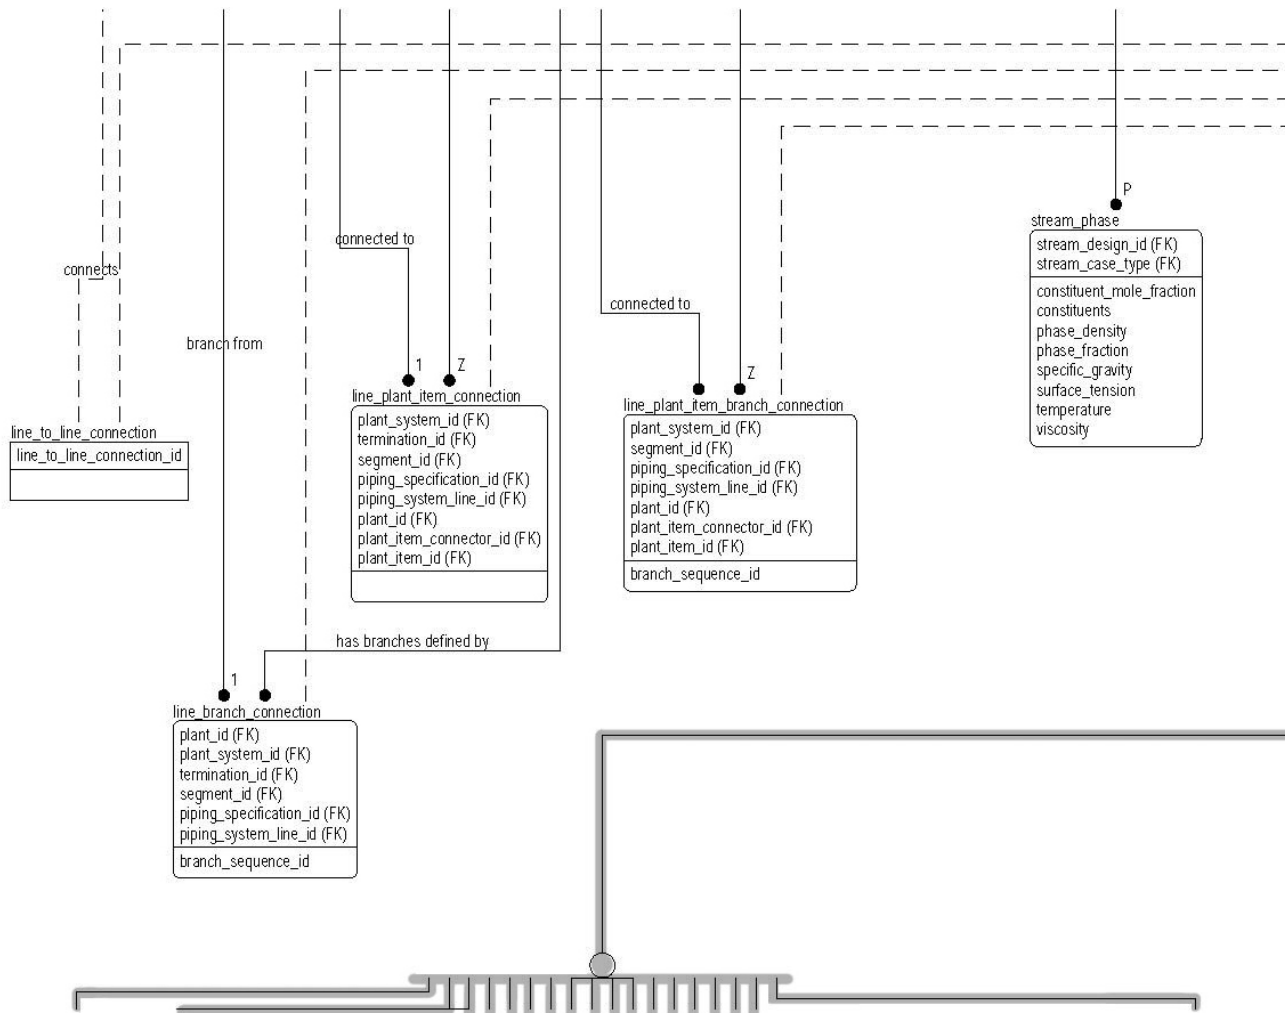 P
stream_phase
stream_design_id (FK)
stream_case_type (FK)
constituent_mole_fraction
constituents
phase_density
phase_fraction
specific_gravity
surface_tension
temperature
viscosity
connected to
connects
connected to
branch from
1
Z
line_plant_item_connection
plant_system_id (FK)
termination_id (FK)
segment_id (FK)
piping_specification_id (FK)
piping_system_line_id (FK)
plant_id (FK)
plant_item_connector_id (FK)
plant_item_id (FK)
Z
line_plant_item_branch_connection
plant_system_id (FK)
segment_id (FK)
piping_specification_id (FK)
piping_system_line_id (FK)
plant_id (FK)
plant_item_connector_id (FK)
plant_item_id (FK)
branch_sequence_id
line_to_line_connection
line_to_line_connection_id
has branches defined by
1
line_branch_connection
plant_id (FK)
plant_system_id (FK)
termination_id (FK)
segment_id (FK)
piping_specification_id (FK)
piping_system_line_id (FK)
branch_sequence_id